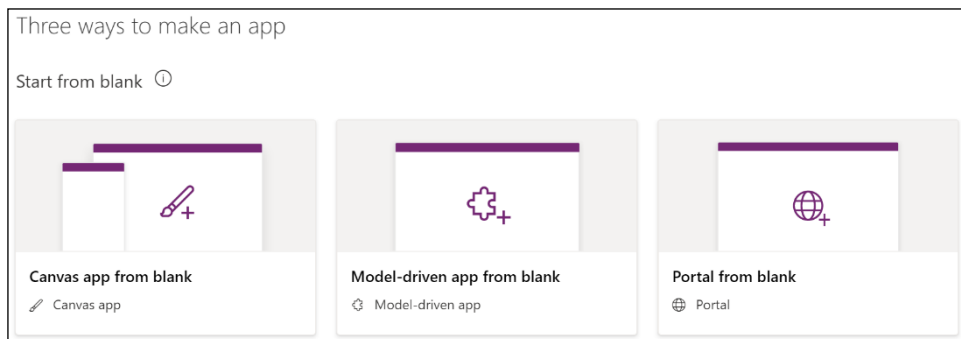 Three ways to make an app
Start from blank
Canvas app from blank
Canvas app
Model-driven app from blank
Model-driven app
Portal from blank
Portal